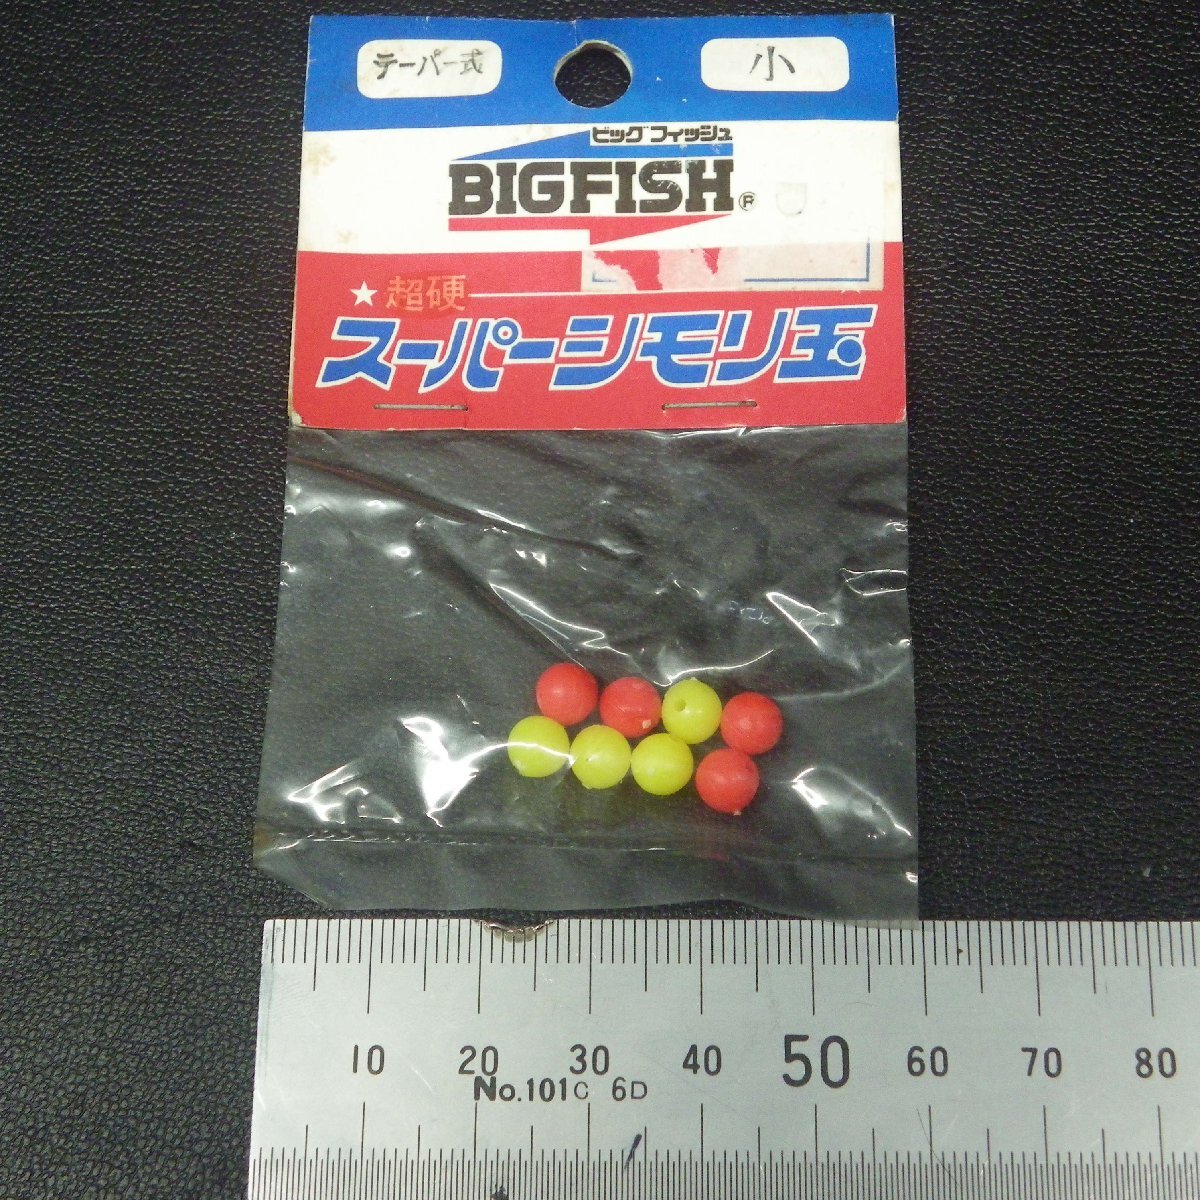 テーパー式 小
ビッグフィッシュ
BIGFISH®
★超硬
スーパーシモリ玉
10 20 30 40 50 60 70 80
No.101C 6D